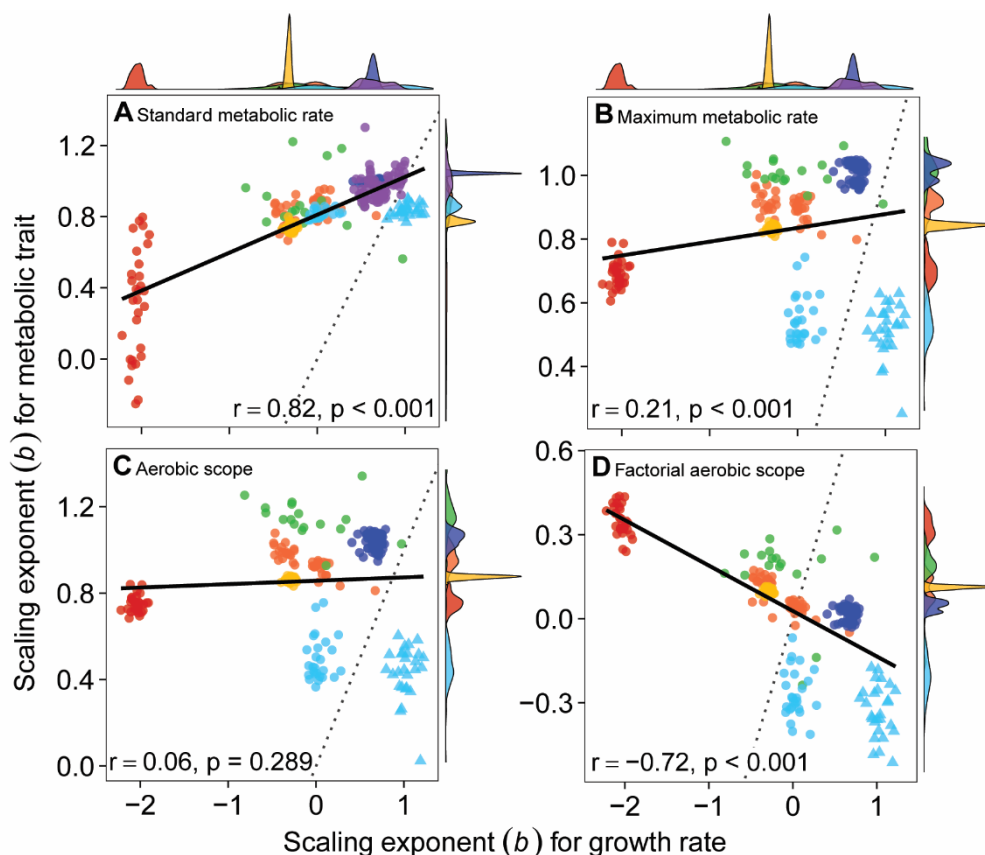 A Standard metabolic rate
1.2
0.8
0.4
0.0
r = 0.82, p < 0.001
B Maximum metabolic rate
1.0
0.8
0.6
0.4
r = 0.21, p < 0.001
−2 −1 0 1
C Aerobic scope
1.2
0.8
0.4
0.0
r = 0.06, p = 0.289
−2 −1 0 1
D Factorial aerobic scope
0.6
0.3
0.0
−0.3
r = −0.72, p < 0.001
−2 −1 0 1
Scaling exponent (b) for metabolic trait
Scaling exponent (b) for growth rate